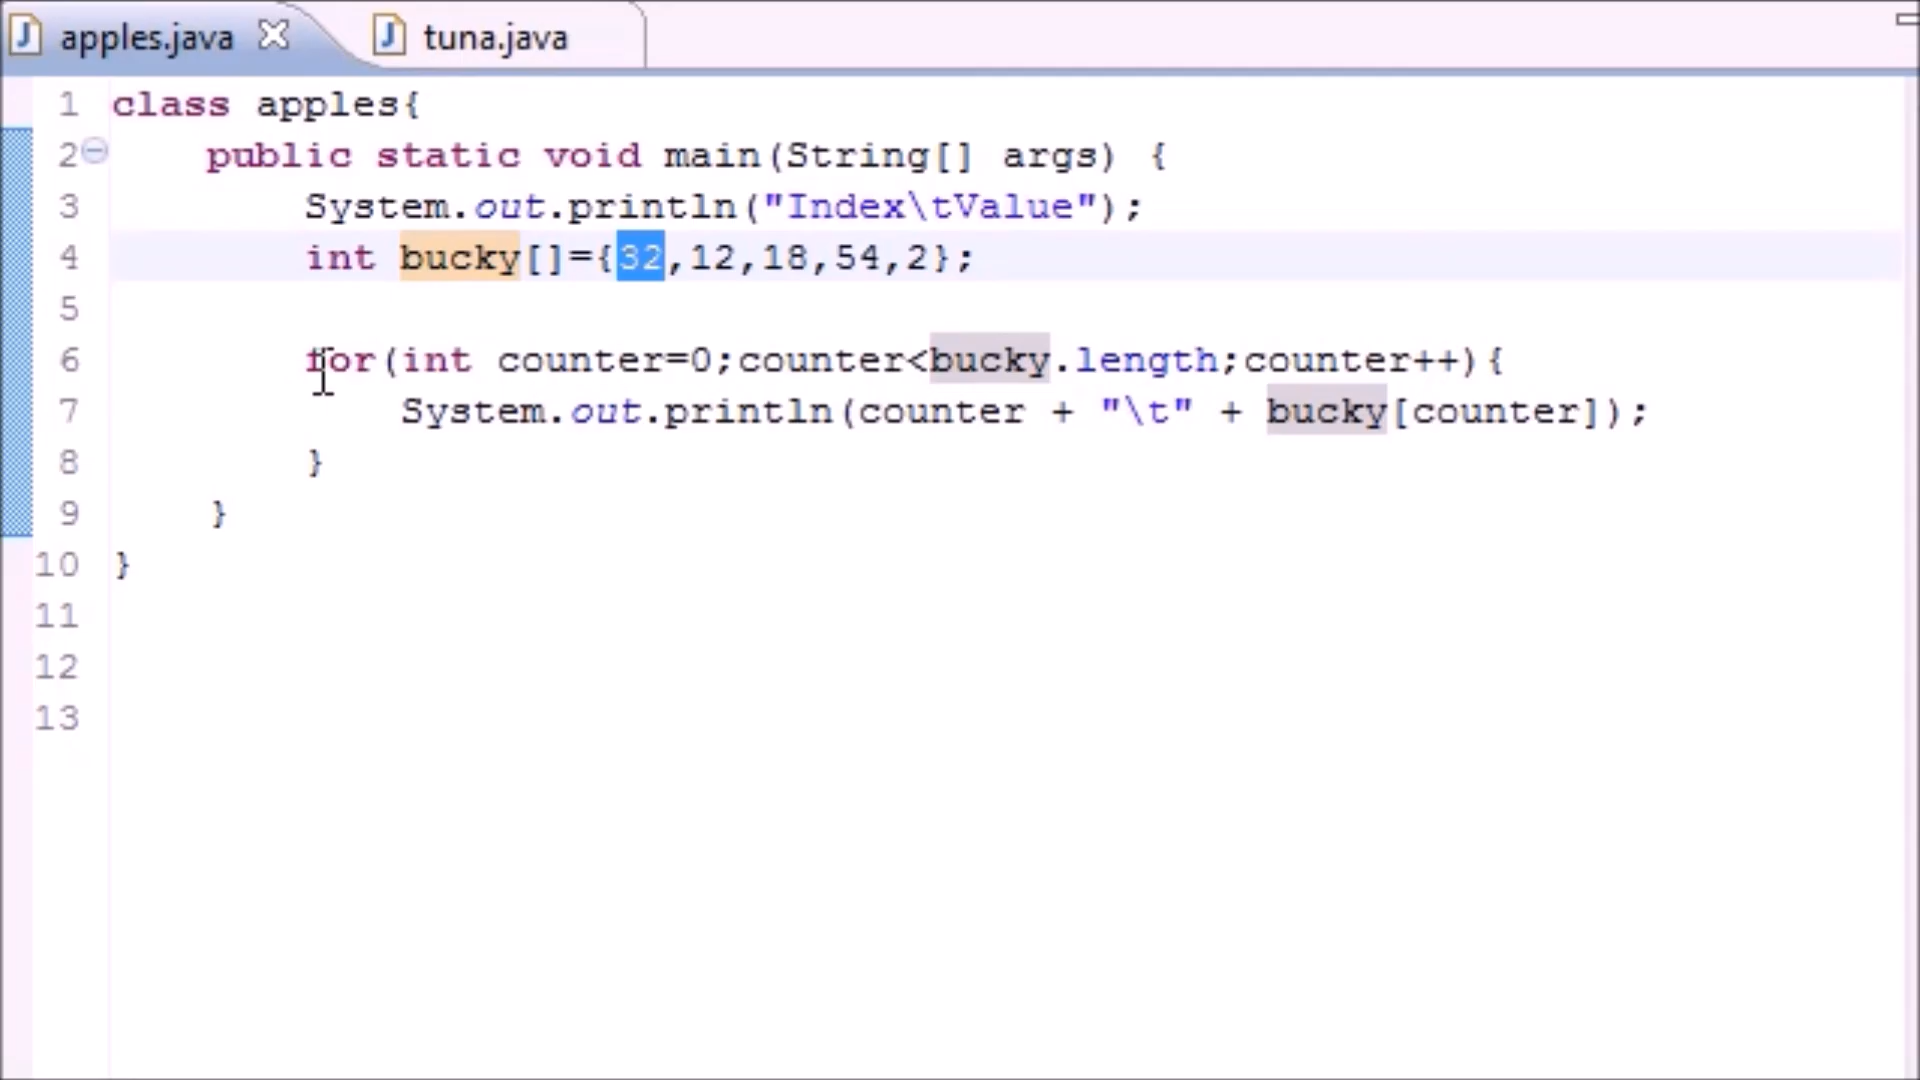 apples.java tuna.java
1 class apples{
2 public static void main(String[] args) {
3 System.out.println("Index\tValue");
4 int bucky[]={32,12,18,54,2};
5
6 for(int counter=0;counter<bucky.length;counter++){
7 System.out.println(counter + "\t" + bucky[counter]);
8 }
9 }
10 }
11
12
13